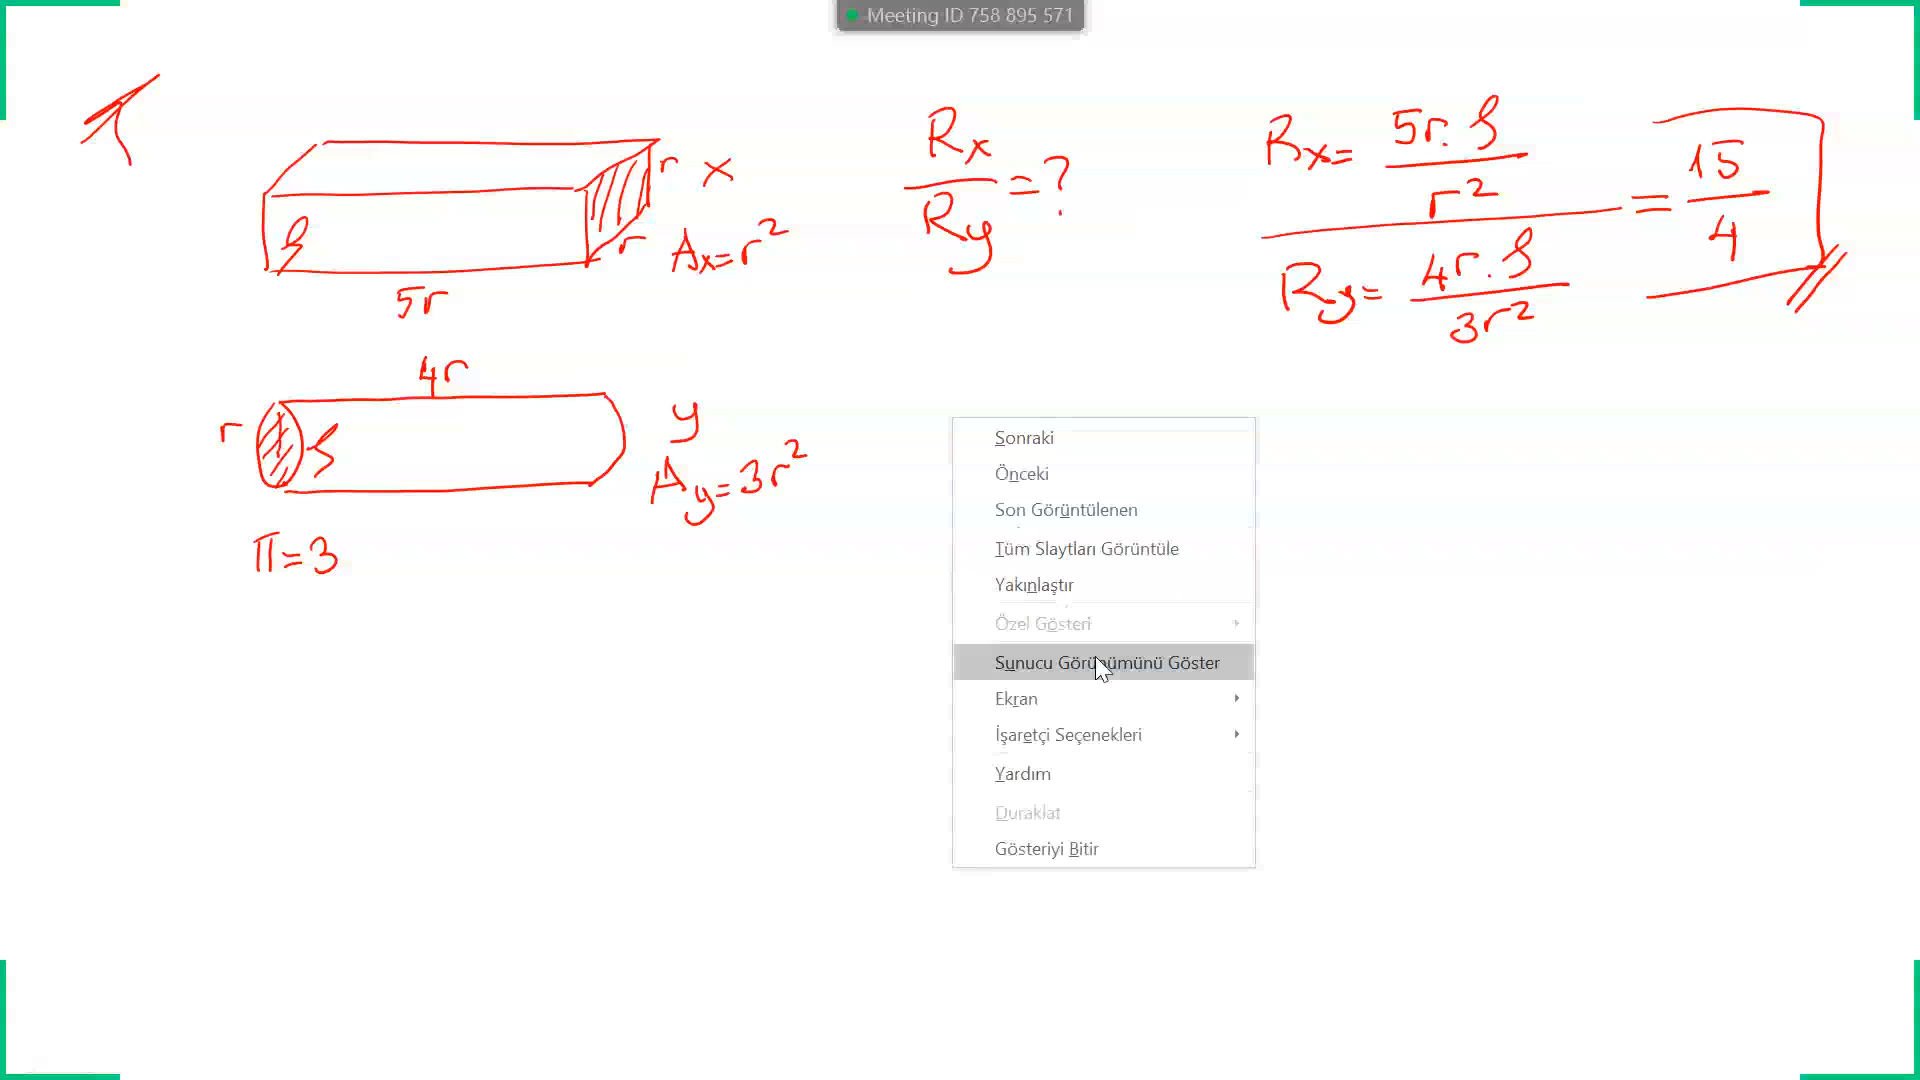 Meeting ID 758 895 571
r x
r Ax=r²
5r
Rx/Ry=?
Rx= 5r.ρ/r²
Ry= 4r.ρ/3r²
= 15/4
4r
r
y
Ay=3r²
π=3
Sonraki
Önceki
Son Görüntülenen
Tüm Slaytları Görüntüle
Yakınlaştır
Özel Gösteri
Sunucu Görünümünü Göster
Ekran
İşaretçi Seçenekleri
Yardım
Duraklat
Gösteriyi Bitir